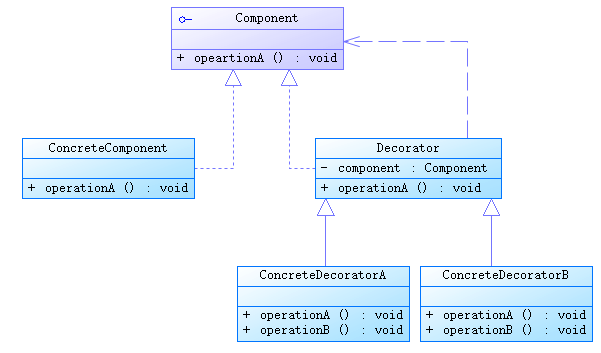 Component
+ opeartionA () : void
ConcreteComponent
+ operationA () : void
Decorator
- component : Component
+ operationA () : void
ConcreteDecoratorA
+ operationA () : void
+ operationB () : void
ConcreteDecoratorB
+ operationA () : void
+ operationB () : void